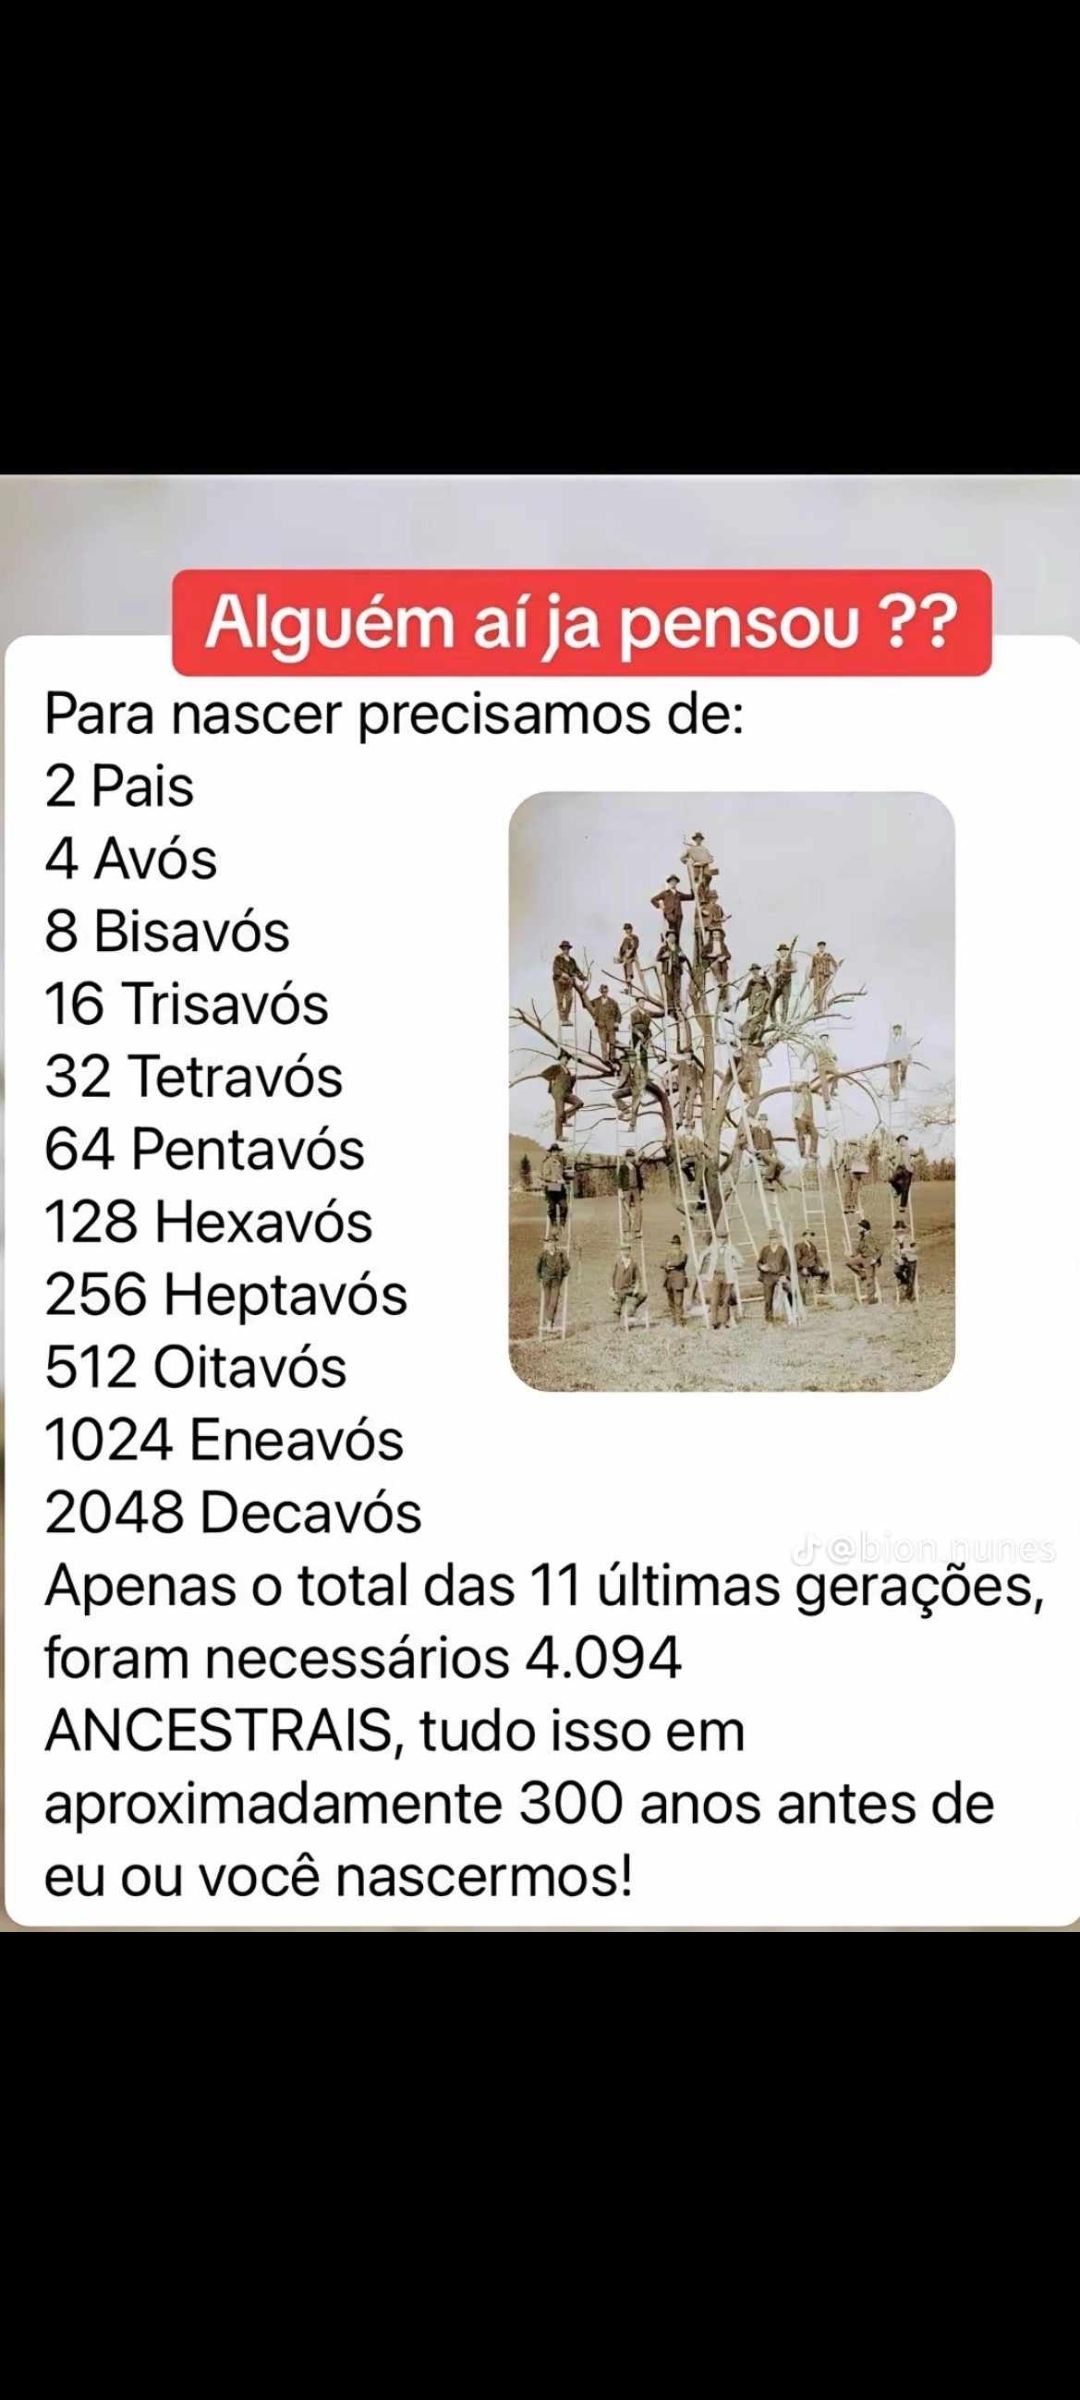 Alguém aí ja pensou ??
Para nascer precisamos de:
2 Pais
4 Avós
8 Bisavós
16 Trisavós
32 Tetravós
64 Pentavós
128 Hexavós
256 Heptavós
512 Oitavós
1024 Eneavós
2048 Decavós
@bion.nunes
Apenas o total das 11 últimas gerações,
foram necessários 4.094
ANCESTRAIS, tudo isso em
aproximadamente 300 anos antes de
eu ou você nascermos!